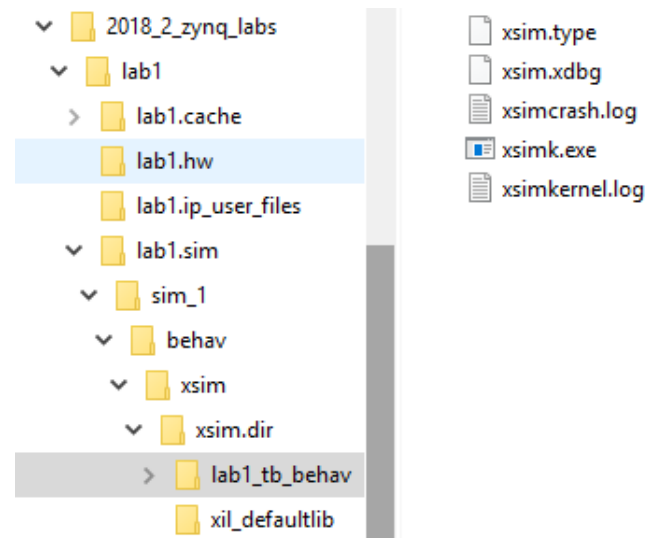 2018_2_zynq_labs
lab1
lab1.cache
lab1.hw
lab1.ip_user_files
lab1.sim
sim_1
behav
xsim
xsim.dir
lab1_tb_behav
xil_defaultlib
xsim.type
xsim.xdbg
xsimcrash.log
xsimk.exe
xsimkernel.log